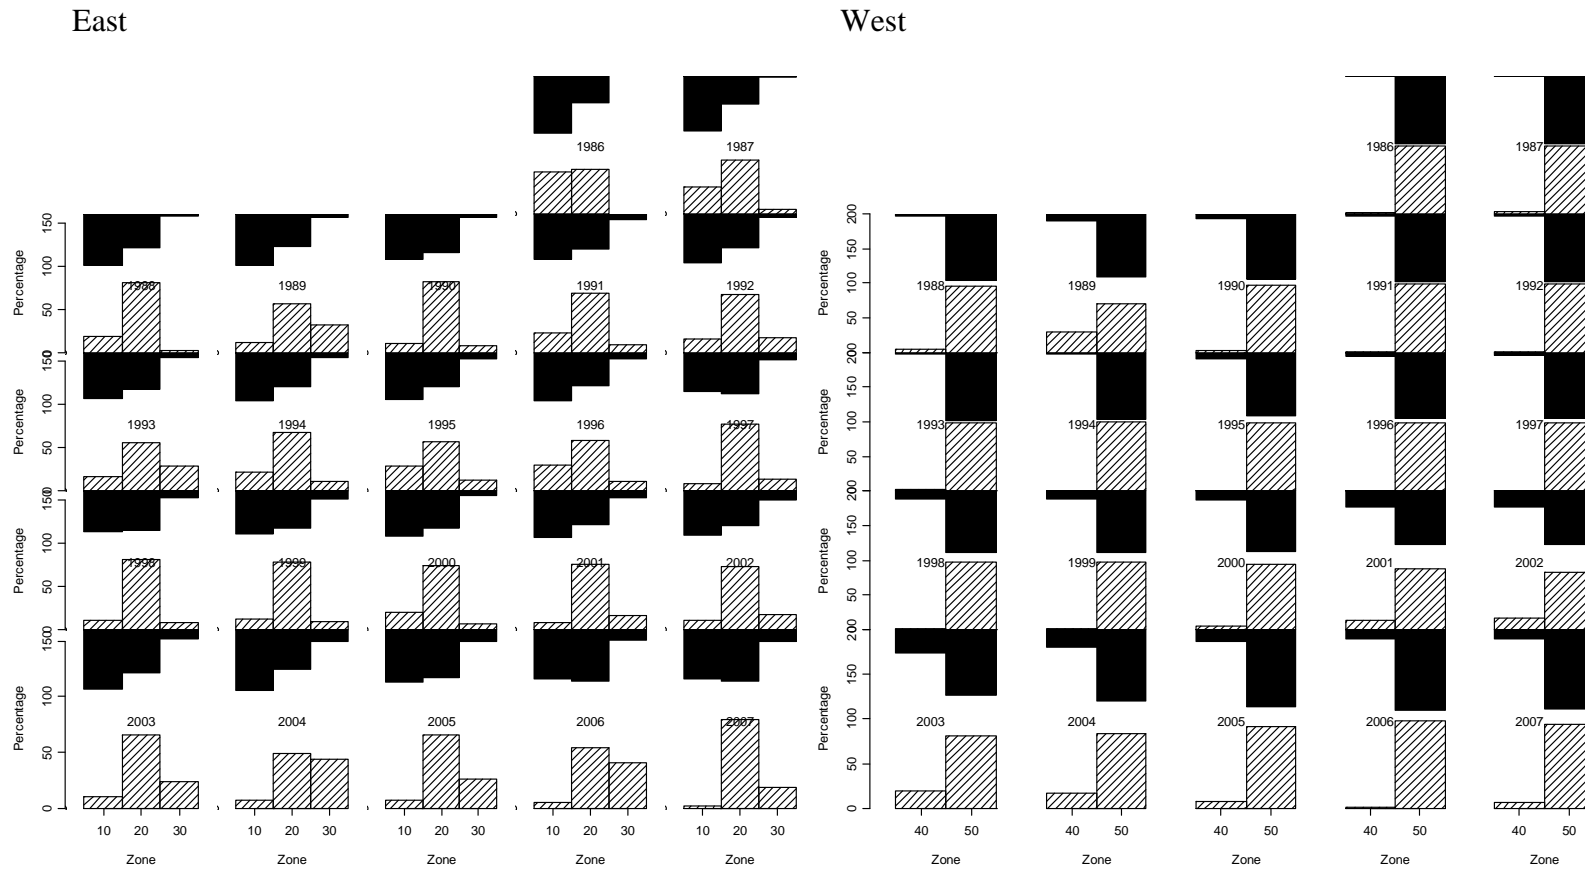 East West
1986 1987 1986 1987
Percentage 0 50 100 150 1988 1989 1990 1991 1992
Percentage 50 100 150 200 1988 1989 1990 1991 1992
Percentage 0 50 100 150 1993 1994 1995 1996 1997
Percentage 50 100 150 200 1993 1994 1995 1996 1997
Percentage 0 50 100 150 1998 1999 2000 2001 2002
Percentage 50 100 150 200 1998 1999 2000 2001 2002
Percentage 0 50 100 150 2003 2004 2005 2006 2007
Percentage 0 50 100 150 200 2003 2004 2005 2006 2007
10 20 30 10 20 30 10 20 30 10 20 30 10 20 30 40 50 40 50 40 50 40 50 40 50
Zone Zone Zone Zone Zone Zone Zone Zone Zone Zone